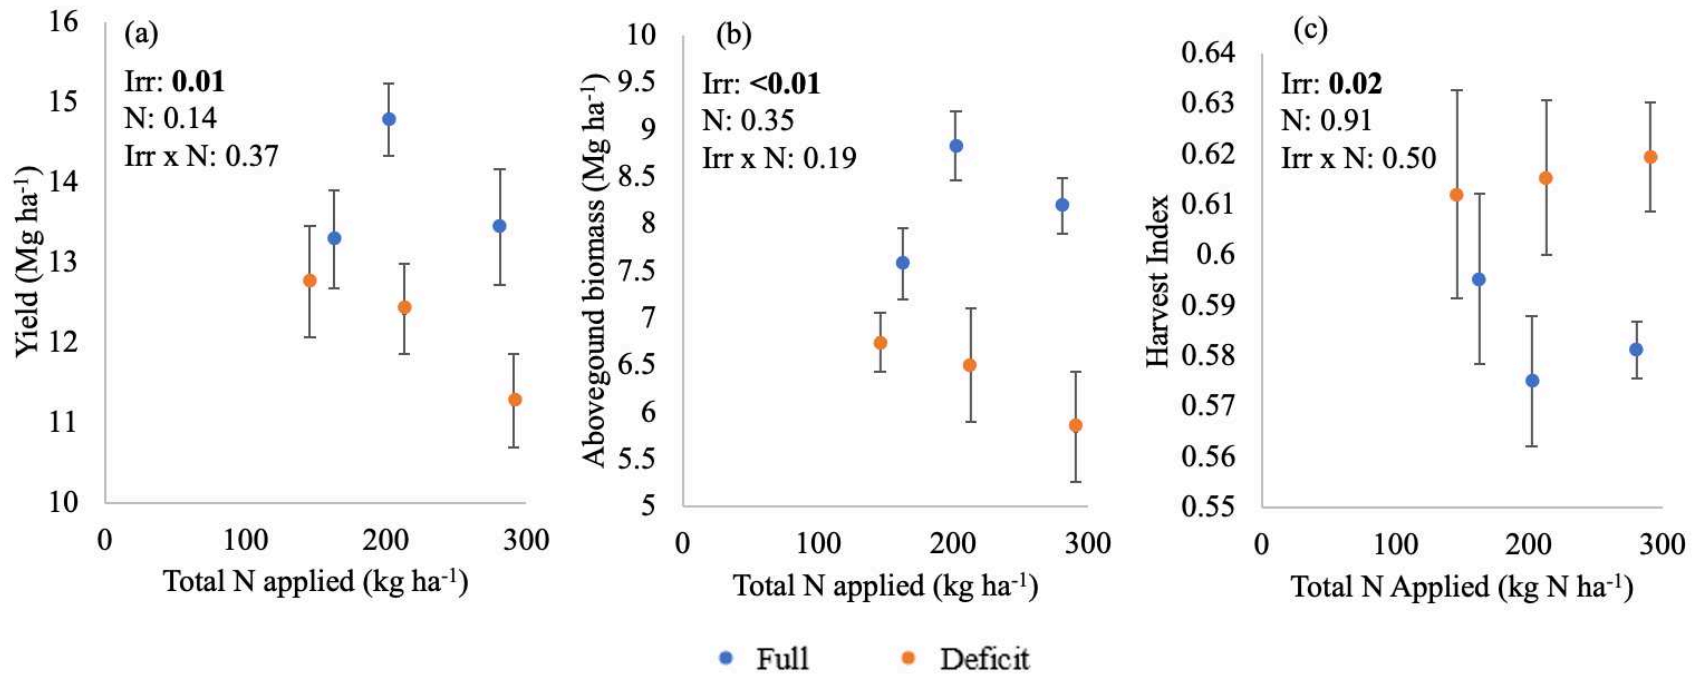 (a)
Irr: 0.01
N: 0.14
Irr x N: 0.37
Yield (Mg ha-1)
16
15
14
13
12
11
10
0 100 200 300
Total N applied (kg ha-1)
(b)
Irr: <0.01
N: 0.35
Irr x N: 0.19
Abovegound biomass (Mg ha-1)
10
9.5
9
8.5
8
7.5
7
6.5
6
5.5
5
0 100 200 300
Total N applied (kg ha-1)
(c)
Irr: 0.02
N: 0.91
Irr x N: 0.50
Harvest Index
0.64
0.63
0.62
0.61
0.6
0.59
0.58
0.57
0.56
0.55
0 100 200 300
Total N Applied (kg N ha-1)
Full Deficit